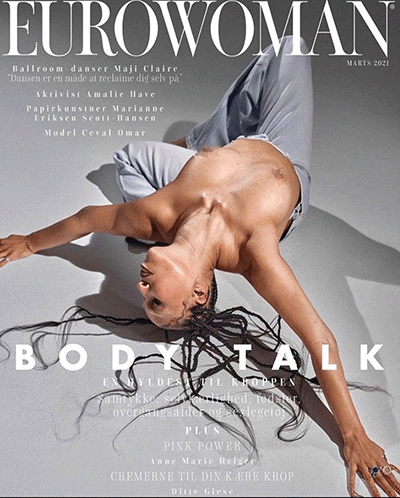 EUROWOMAN®
MARTS 2021
Ballroom-danser Maji Claire
"Dansen er en måde at reclaime dig selv på"
Aktivist Amalie Have
Papirkunstner Marianne
Eriksen Scott-Hansen
Model Ceval Omar
BODY TALK
EN HYLDEST TIL KROPPEN
Samtykke, selvkærlighed, fødsler,
overgangsalder og sexlegetøj
PLUS
PINK POWER
Anne Marie Helger
CREMERNE TIL DIN KÆRE KROP
Ditte Giese